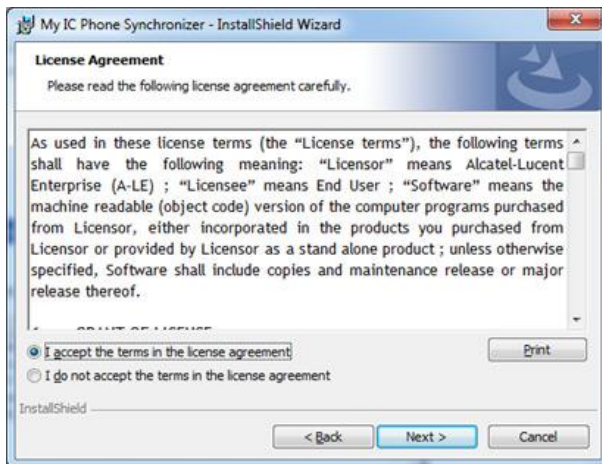 My IC Phone Synchronizer - InstallShield Wizard
License Agreement
Please read the following license agreement carefully.
As used in these license terms (the “License terms”), the following terms
shall have the following meaning: “Licensor” means Alcatel-Lucent
Enterprise (A-LE) ; “Licensee” means End User ; “Software” means the
machine readable (object code) version of the computer programs purchased
from Licensor, either incorporated in the products you purchased from
Licensor or provided by Licensor as a stand alone product ; unless otherwise
specified, Software shall include copies and maintenance release or major
release thereof.
GRANT OF LICENSE
I accept the terms in the license agreement
Print
I do not accept the terms in the license agreement
InstallShield
< Back
Next >
Cancel